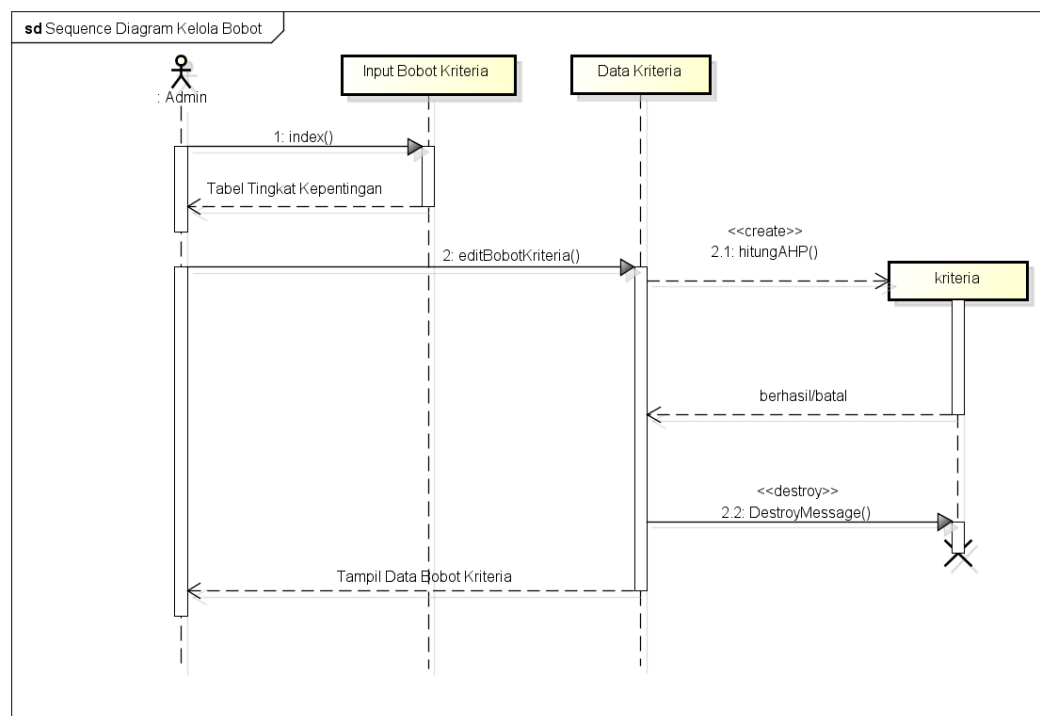 sd Sequence Diagram Kelola Bobot
: Admin
Input Bobot Kriteria
Data Kriteria
1: index()
Tabel Tingkat Kepentingan
2: editBobotKriteria()
<<create>>
2.1: hitungAHP()
kriteria
berhasil/batal
<<destroy>>
2.2: DestroyMessage()
Tampil Data Bobot Kriteria